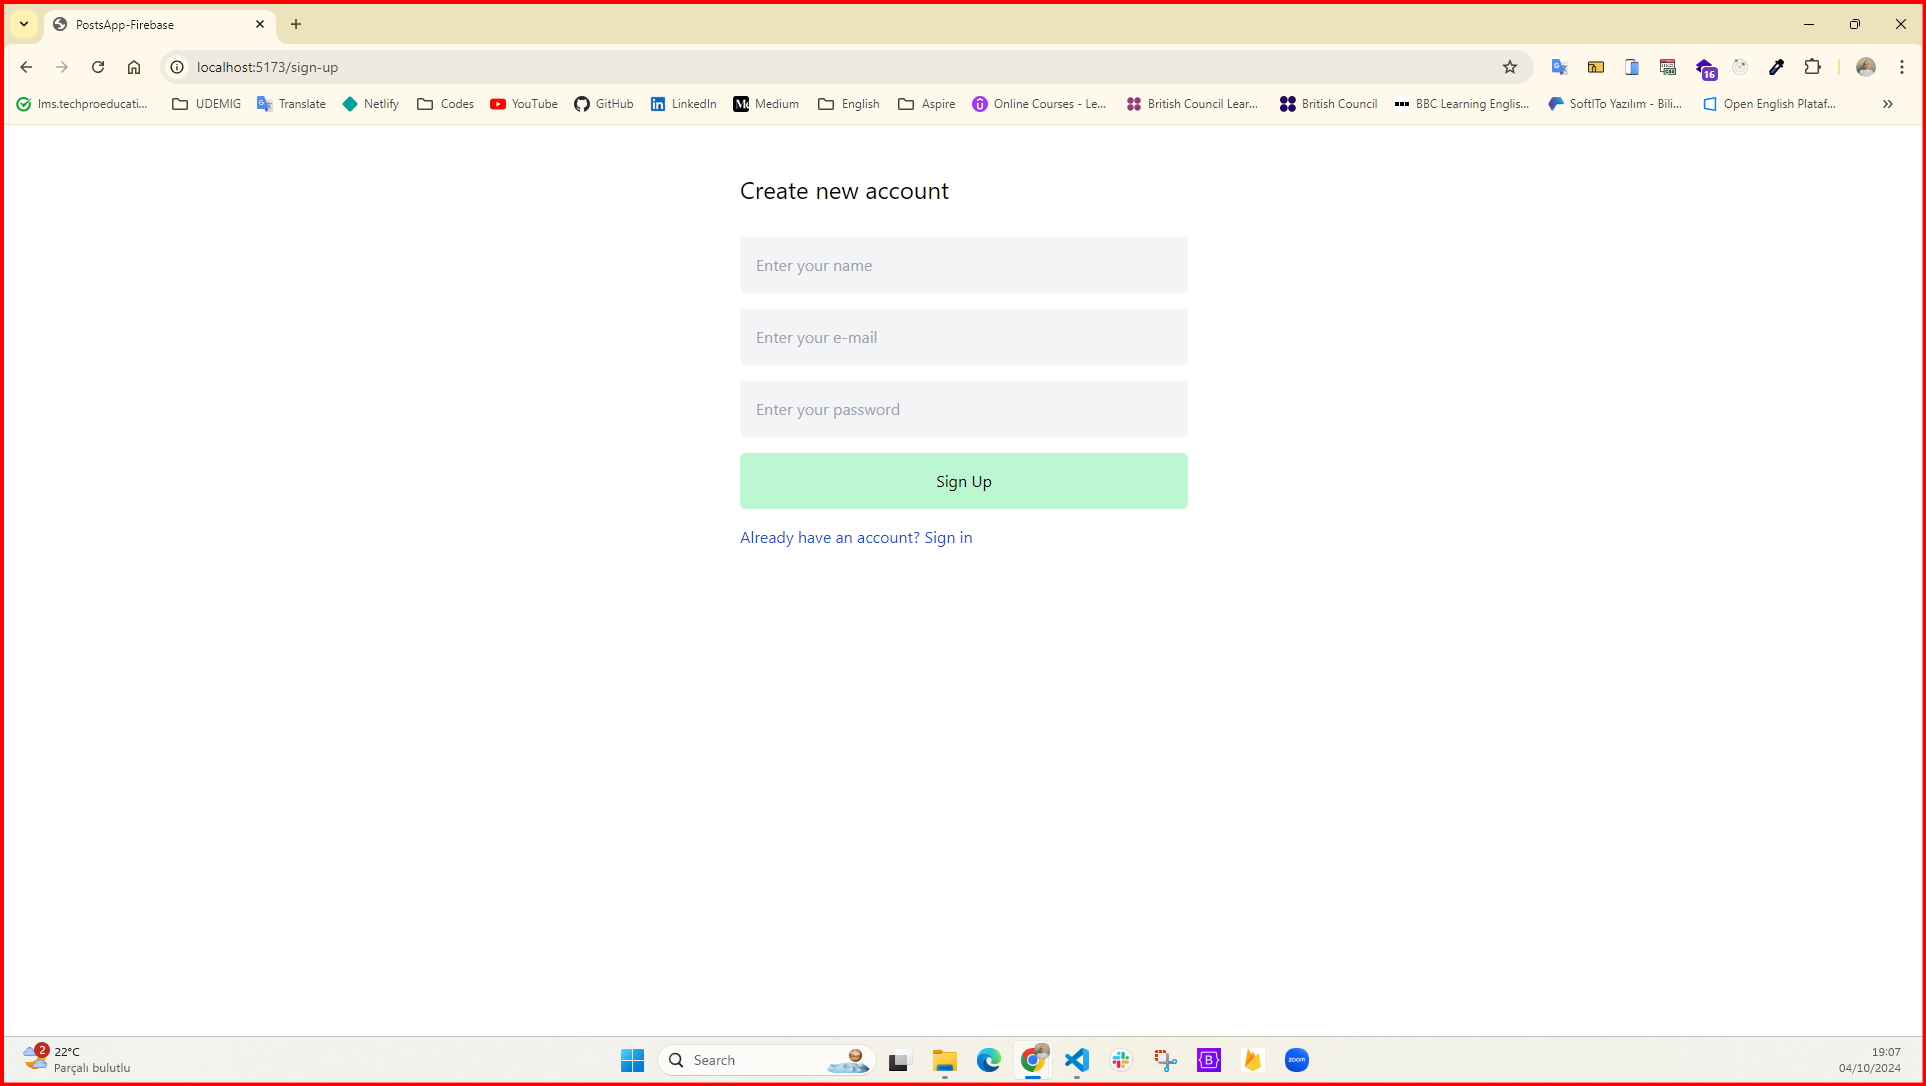 PostsApp-Firebase
localhost:5173/sign-up
16
lms.techproeducati...
UDEMIG
Translate
Netlify
Codes
YouTube
GitHub
LinkedIn
Medium
English
Aspire
Online Courses - Le...
British Council Lear...
British Council
BBC Learning Englis...
SoftITo Yazılım - Bili...
Open English Plataf...
Create new account
Enter your name
Enter your e-mail
Enter your password
Sign Up
Already have an account? Sign in
2
22°C
Parçalı bulutlu
Search
zoom
19:07
04/10/2024